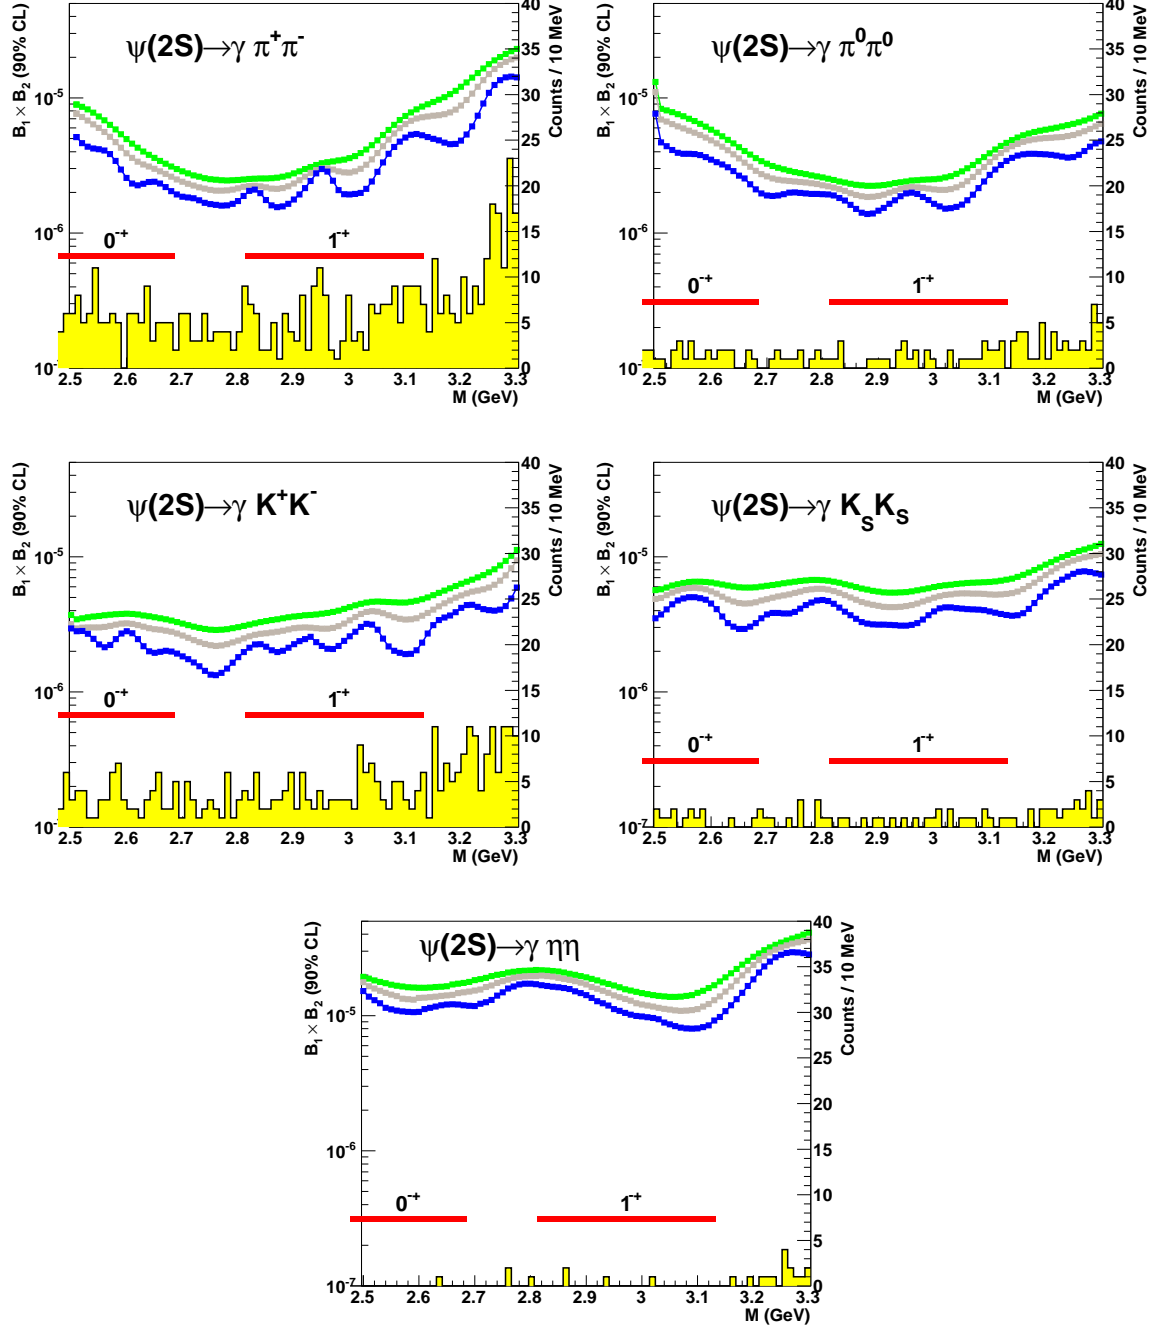 ψ(2S)→γ π⁺π⁻
B₁ × B₂ (90% CL)
10⁻⁵
10⁻⁶
10⁻
0⁻⁺
1⁻⁺
40
35
30
25
20
15
10
5
0
Counts / 10 MeV
2.5 2.6 2.7 2.8 2.9 3 3.1 3.2 3.3
M (GeV)
ψ(2S)→γ π⁰π⁰
B₁ × B₂ (90% CL)
10⁻⁵
10⁻⁶
10⁻
0⁻⁺
1⁻⁺
40
35
30
25
20
15
10
5
0
Counts / 10 MeV
2.5 2.6 2.7 2.8 2.9 3 3.1 3.2 3.3
M (GeV)
ψ(2S)→γ K⁺K⁻
B₁ × B₂ (90% CL)
10⁻⁵
10⁻⁶
10⁻
0⁻⁺
1⁻⁺
40
35
30
25
20
15
10
5
0
Counts / 10 MeV
2.5 2.6 2.7 2.8 2.9 3 3.1 3.2 3.3
M (GeV)
ψ(2S)→γ K_S K_S
B₁ × B₂ (90% CL)
10⁻⁵
10⁻⁶
10⁻⁷
0⁻⁺
1⁻⁺
40
35
30
25
20
15
10
5
0
Counts / 10 MeV
2.5 2.6 2.7 2.8 2.9 3 3.1 3.2 3.3
M (GeV)
ψ(2S)→γ ηη
B₁ × B₂ (90% CL)
10⁻⁵
10⁻⁶
10⁻⁷
0⁻⁺
1⁻⁺
40
35
30
25
20
15
10
5
0
Counts / 10 MeV
2.5 2.6 2.7 2.8 2.9 3 3.1 3.2 3.3
M (GeV)